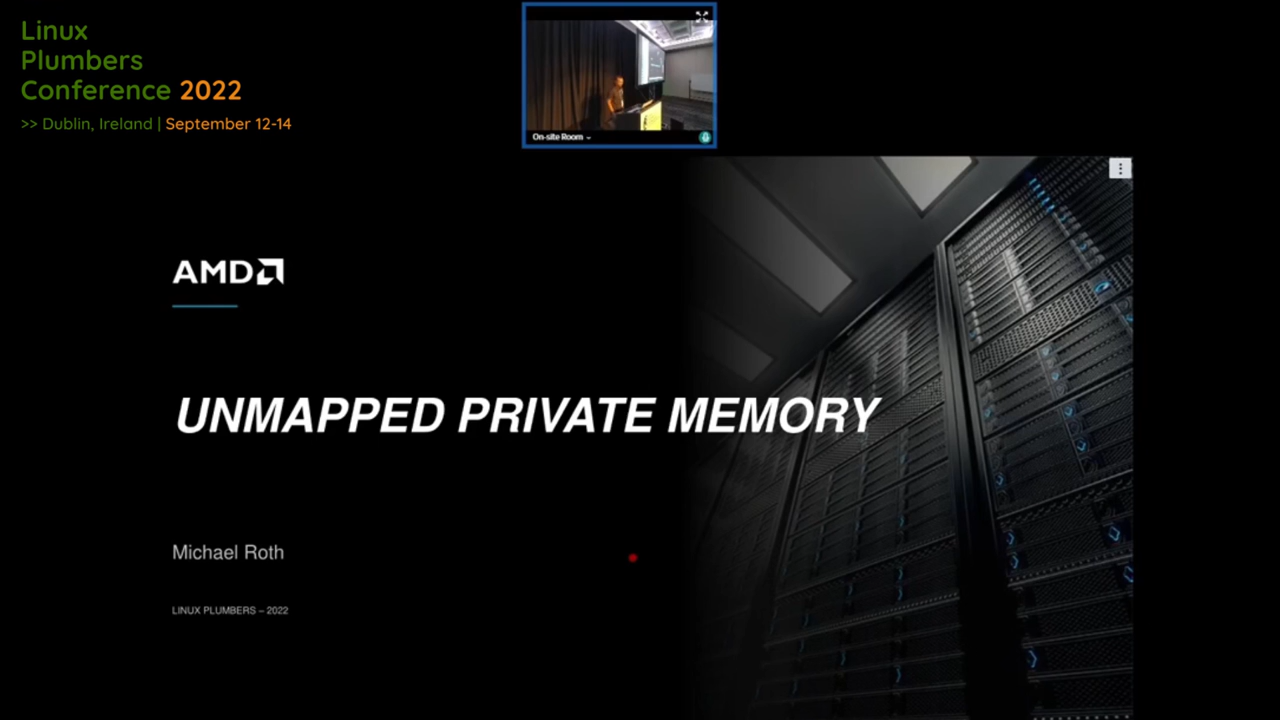 Linux
Plumbers
Conference 2022
>> Dublin, Ireland | September 12-14
On-site Room
AMD
UNMAPPED PRIVATE MEMORY
Michael Roth
LINUX PLUMBERS – 2022